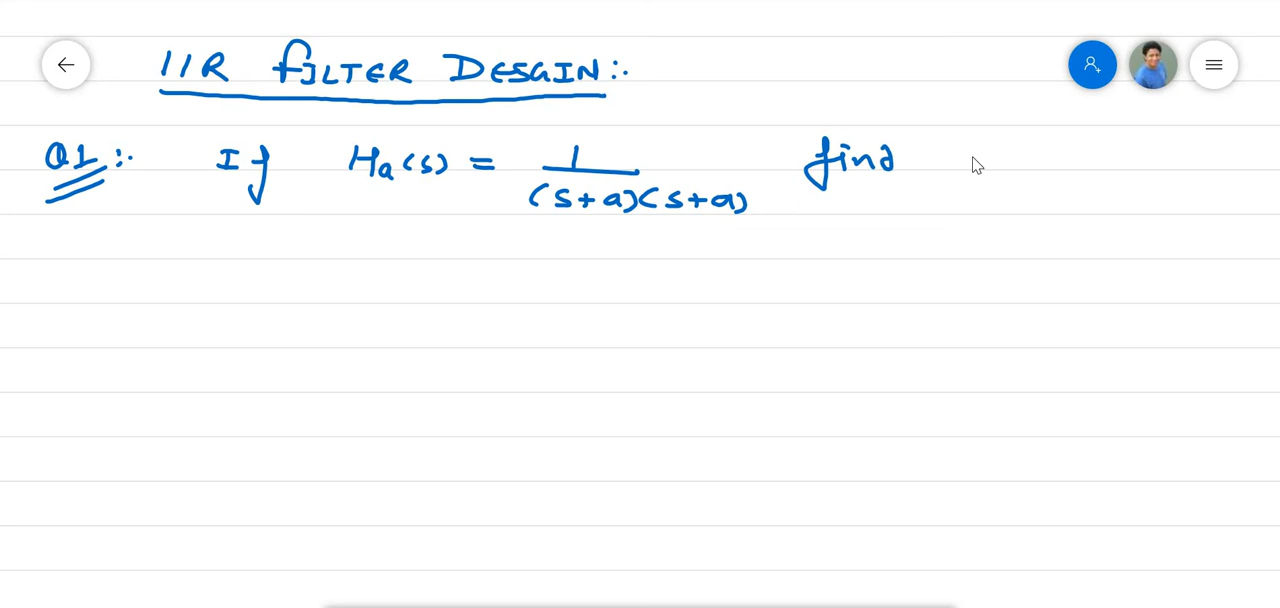 IIR FILTER DESGIN:.
Q1:. If Ha(s) = 1/(s+a)(s+a) find